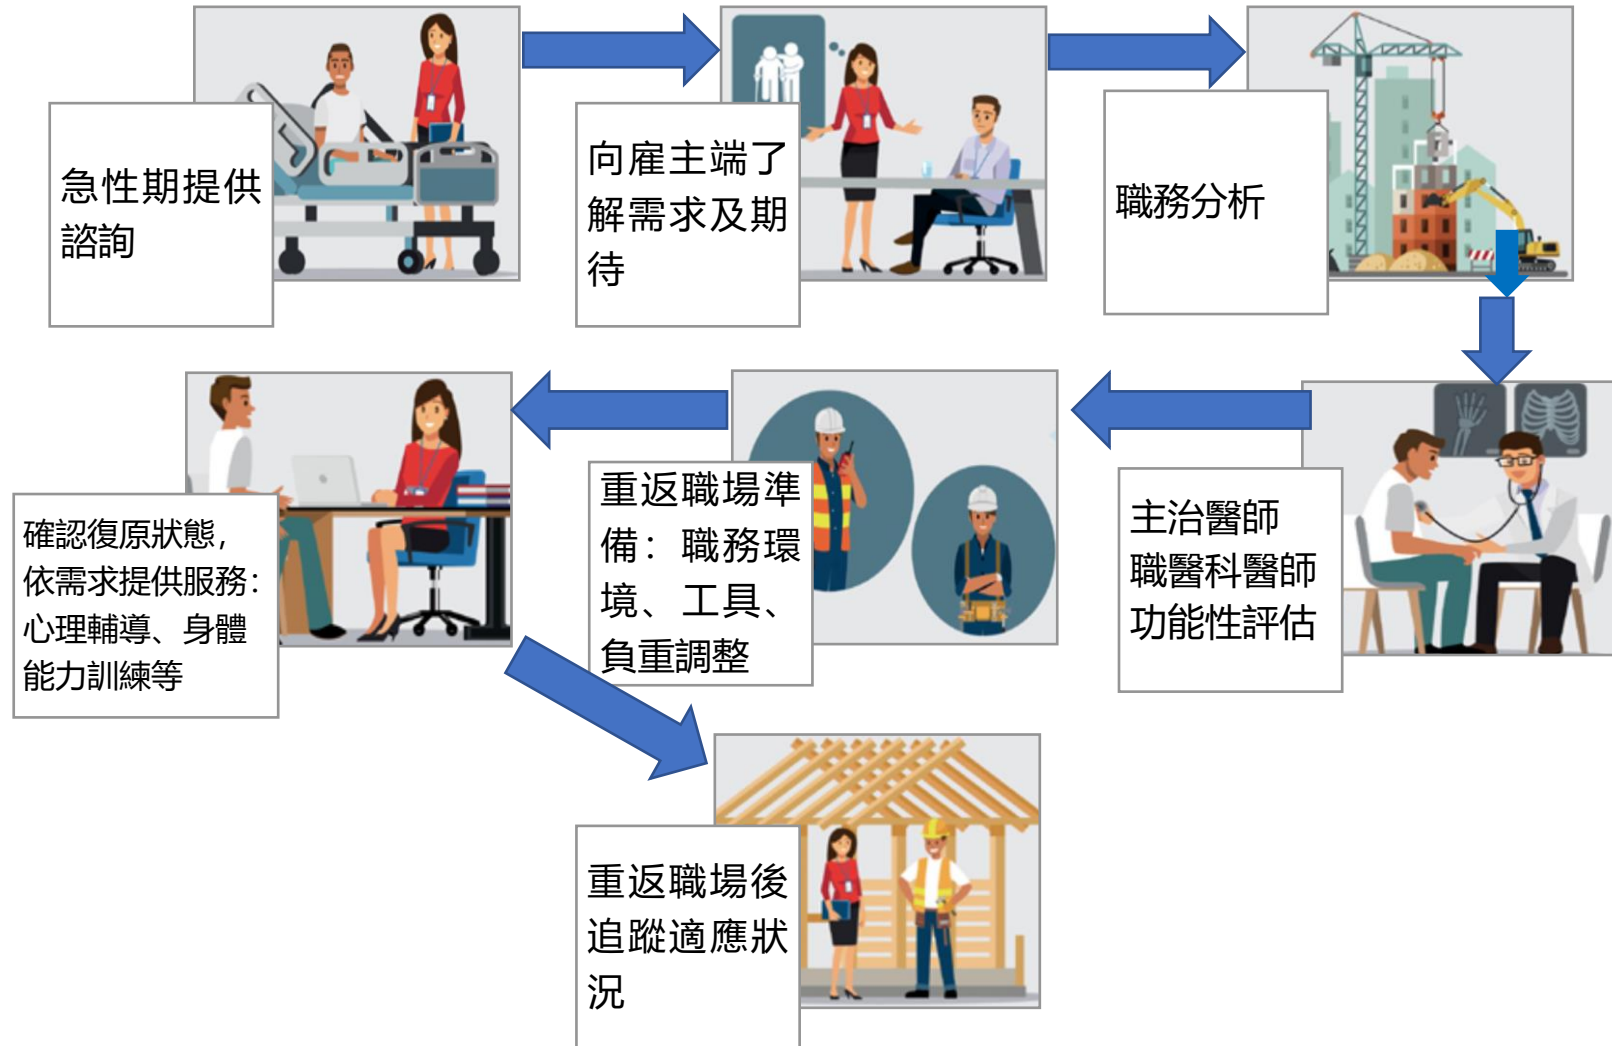 急性期提供
諮詢
向雇主端了
解需求及期
待
職務分析
主治醫師
職醫科醫師
功能性評估
重返職場準
備：職務環
境、工具、
負重調整
確認復原狀態，
依需求提供服務：
心理輔導、身體
能力訓練等
重返職場後
追蹤適應狀
況